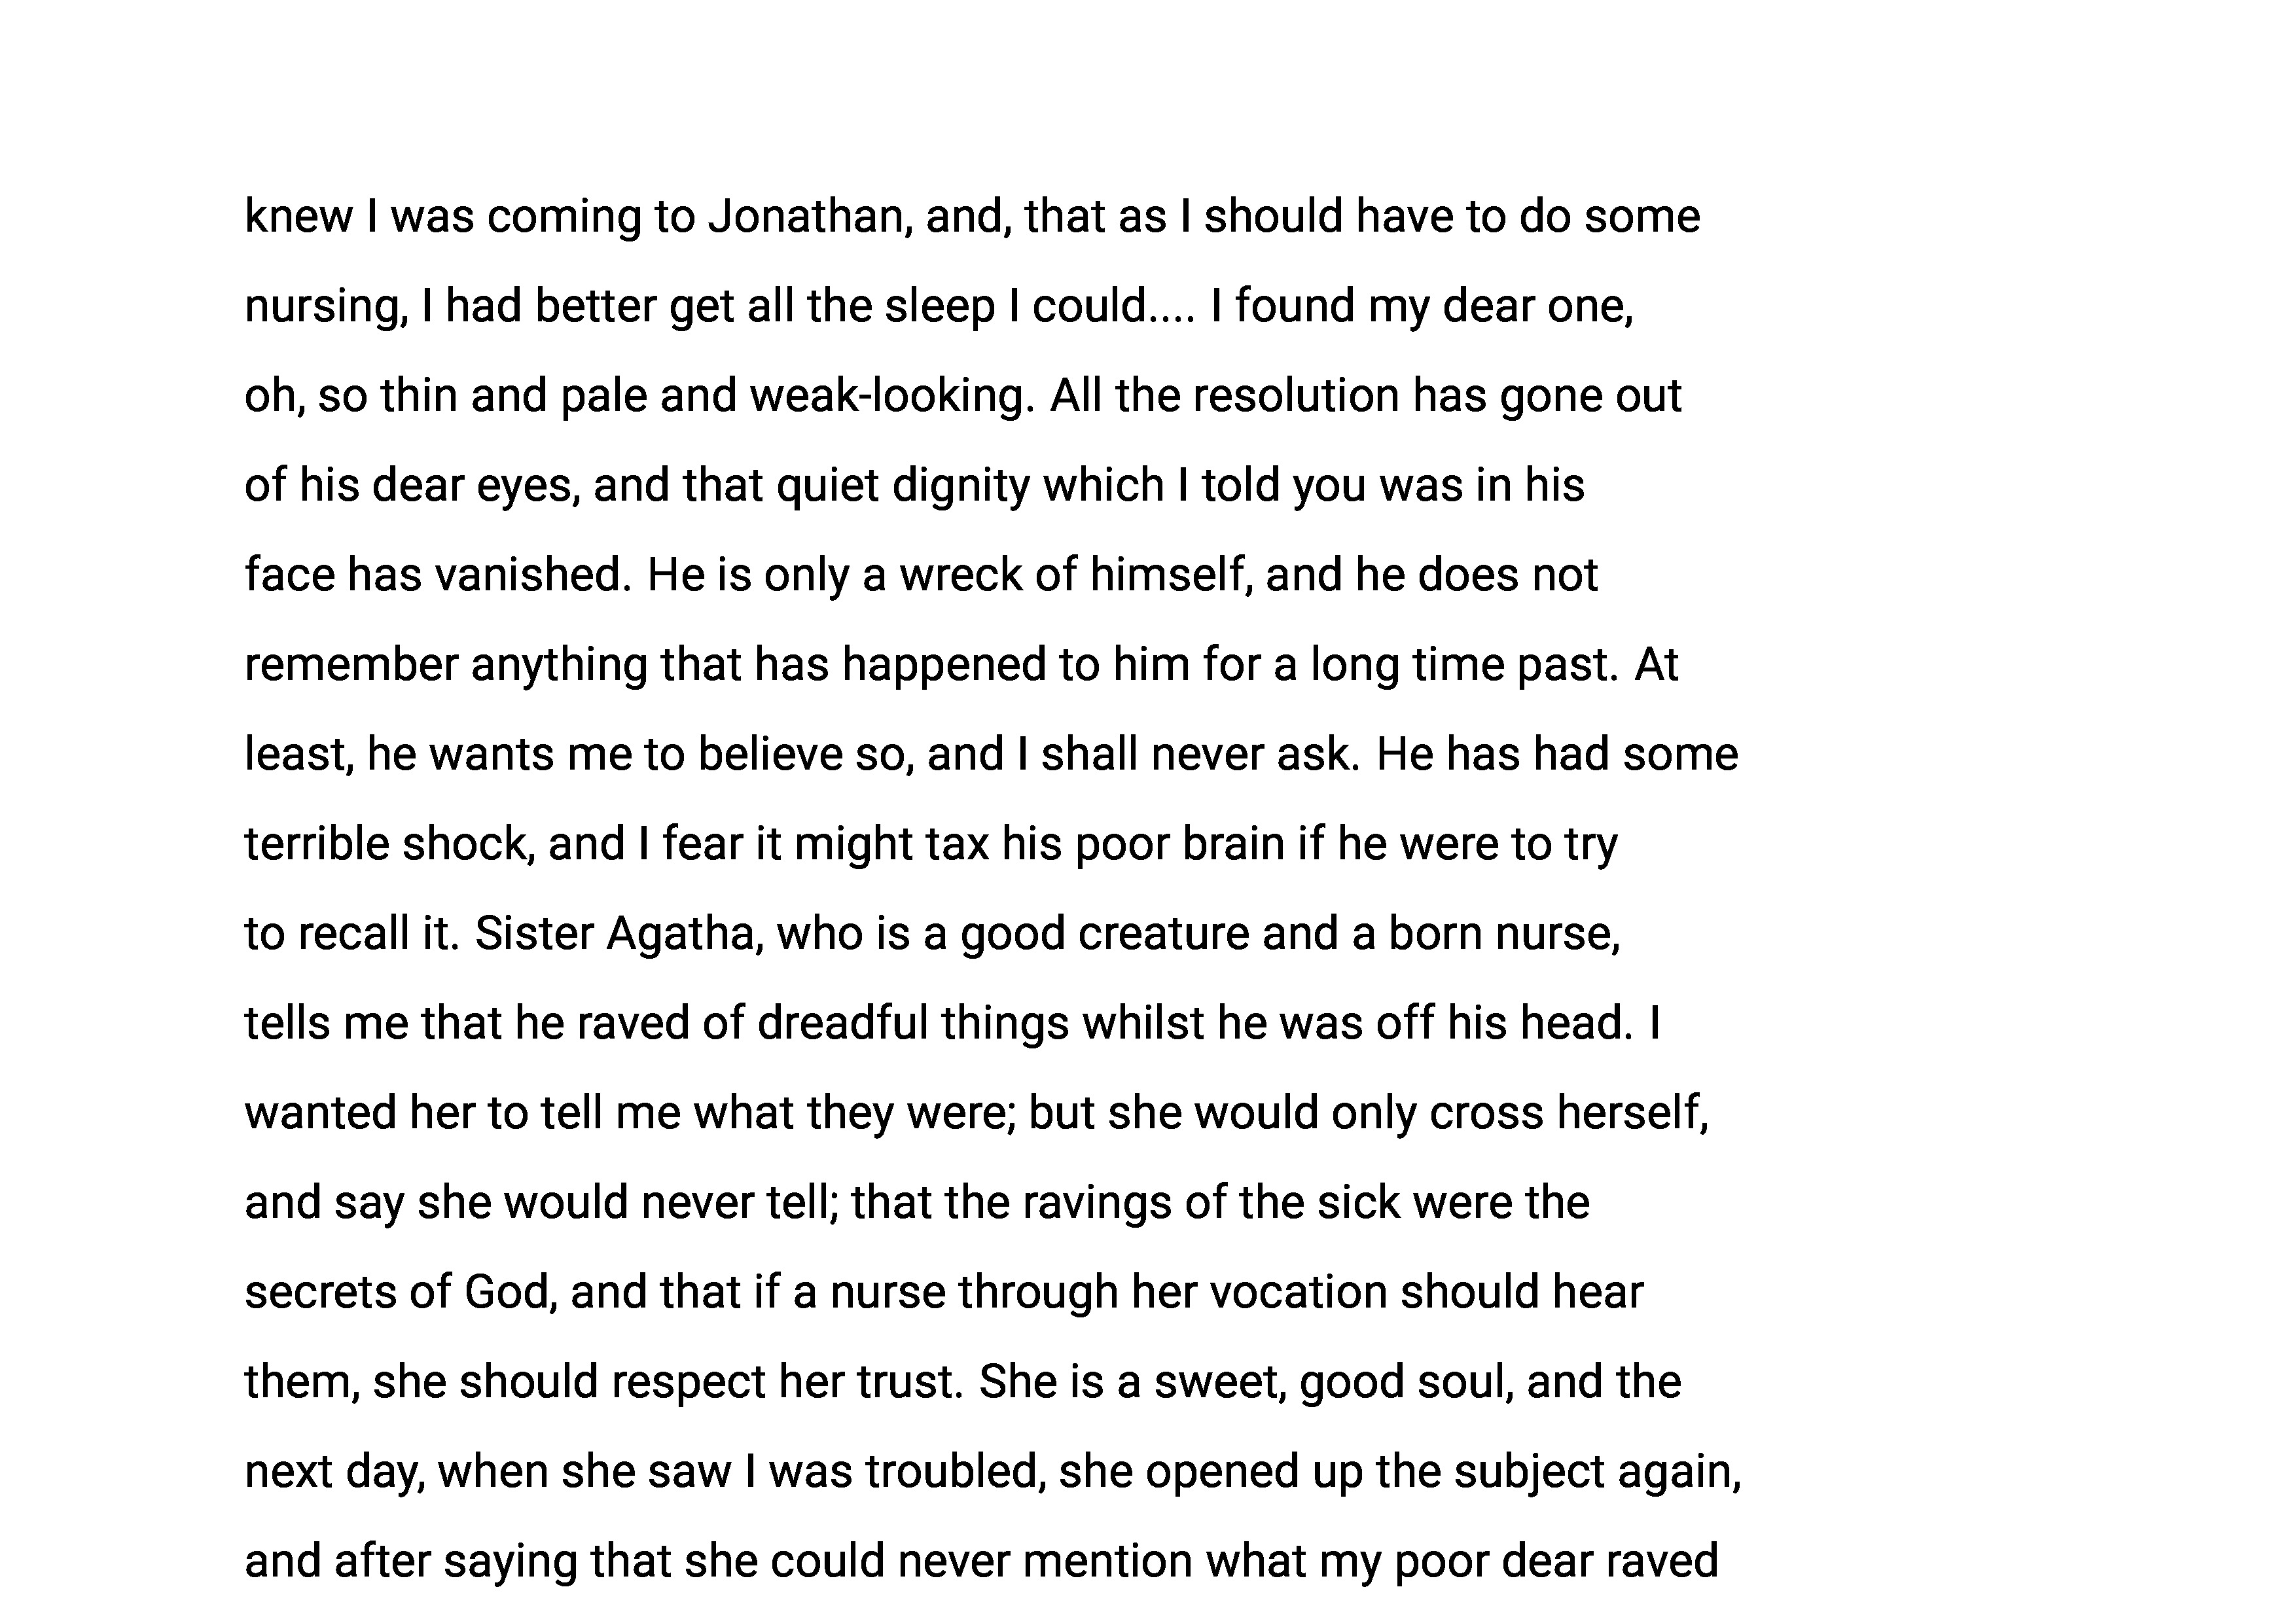 knew I was coming to Jonathan, and, that as I should have to do some
nursing, I had better get all the sleep I could.... I found my dear one,
oh, so thin and pale and weak-looking. All the resolution has gone out
of his dear eyes, and that quiet dignity which I told you was in his
face has vanished. He is only a wreck of himself, and he does not
remember anything that has happened to him for a long time past. At
least, he wants me to believe so, and I shall never ask. He has had some
terrible shock, and I fear it might tax his poor brain if he were to try
to recall it. Sister Agatha, who is a good creature and a born nurse,
tells me that he raved of dreadful things whilst he was off his head. I
wanted her to tell me what they were; but she would only cross herself,
and say she would never tell; that the ravings of the sick were the
secrets of God, and that if a nurse through her vocation should hear
them, she should respect her trust. She is a sweet, good soul, and the
next day, when she saw I was troubled, she opened up the subject again,
and after saying that she could never mention what my poor dear raved